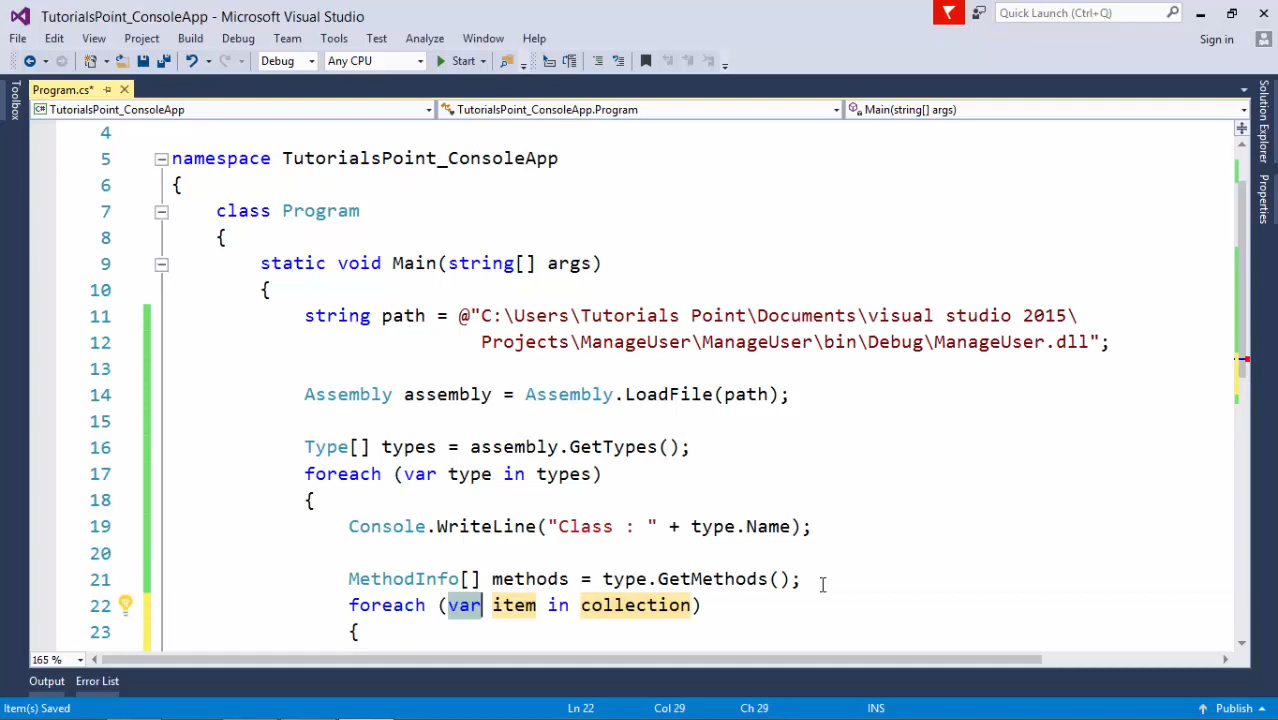 TutorialsPoint_ConsoleApp - Microsoft Visual Studio
Quick Launch (Ctrl+Q)
File Edit View Project Build Debug Team Tools Test Analyze Window Help
Sign in
Debug Any CPU Start
Program.cs*
TutorialsPoint_ConsoleApp TutorialsPoint_ConsoleApp.Program Main(string[] args)
Toolbox
Solution Explorer
Properties
4
5 namespace TutorialsPoint_ConsoleApp
6 {
7 class Program
8 {
9 static void Main(string[] args)
10 {
11 string path = @"C:\Users\Tutorials Point\Documents\visual studio 2015\
12 Projects\ManageUser\ManageUser\bin\Debug\ManageUser.dll";
13
14 Assembly assembly = Assembly.LoadFile(path);
15
16 Type[] types = assembly.GetTypes();
17 foreach (var type in types)
18 {
19 Console.WriteLine("Class : " + type.Name);
20
21 MethodInfo[] methods = type.GetMethods();
22 foreach (var item in collection)
23 {
165 %
Output Error List
Item(s) Saved Ln 22 Col 29 Ch 29 INS Publish